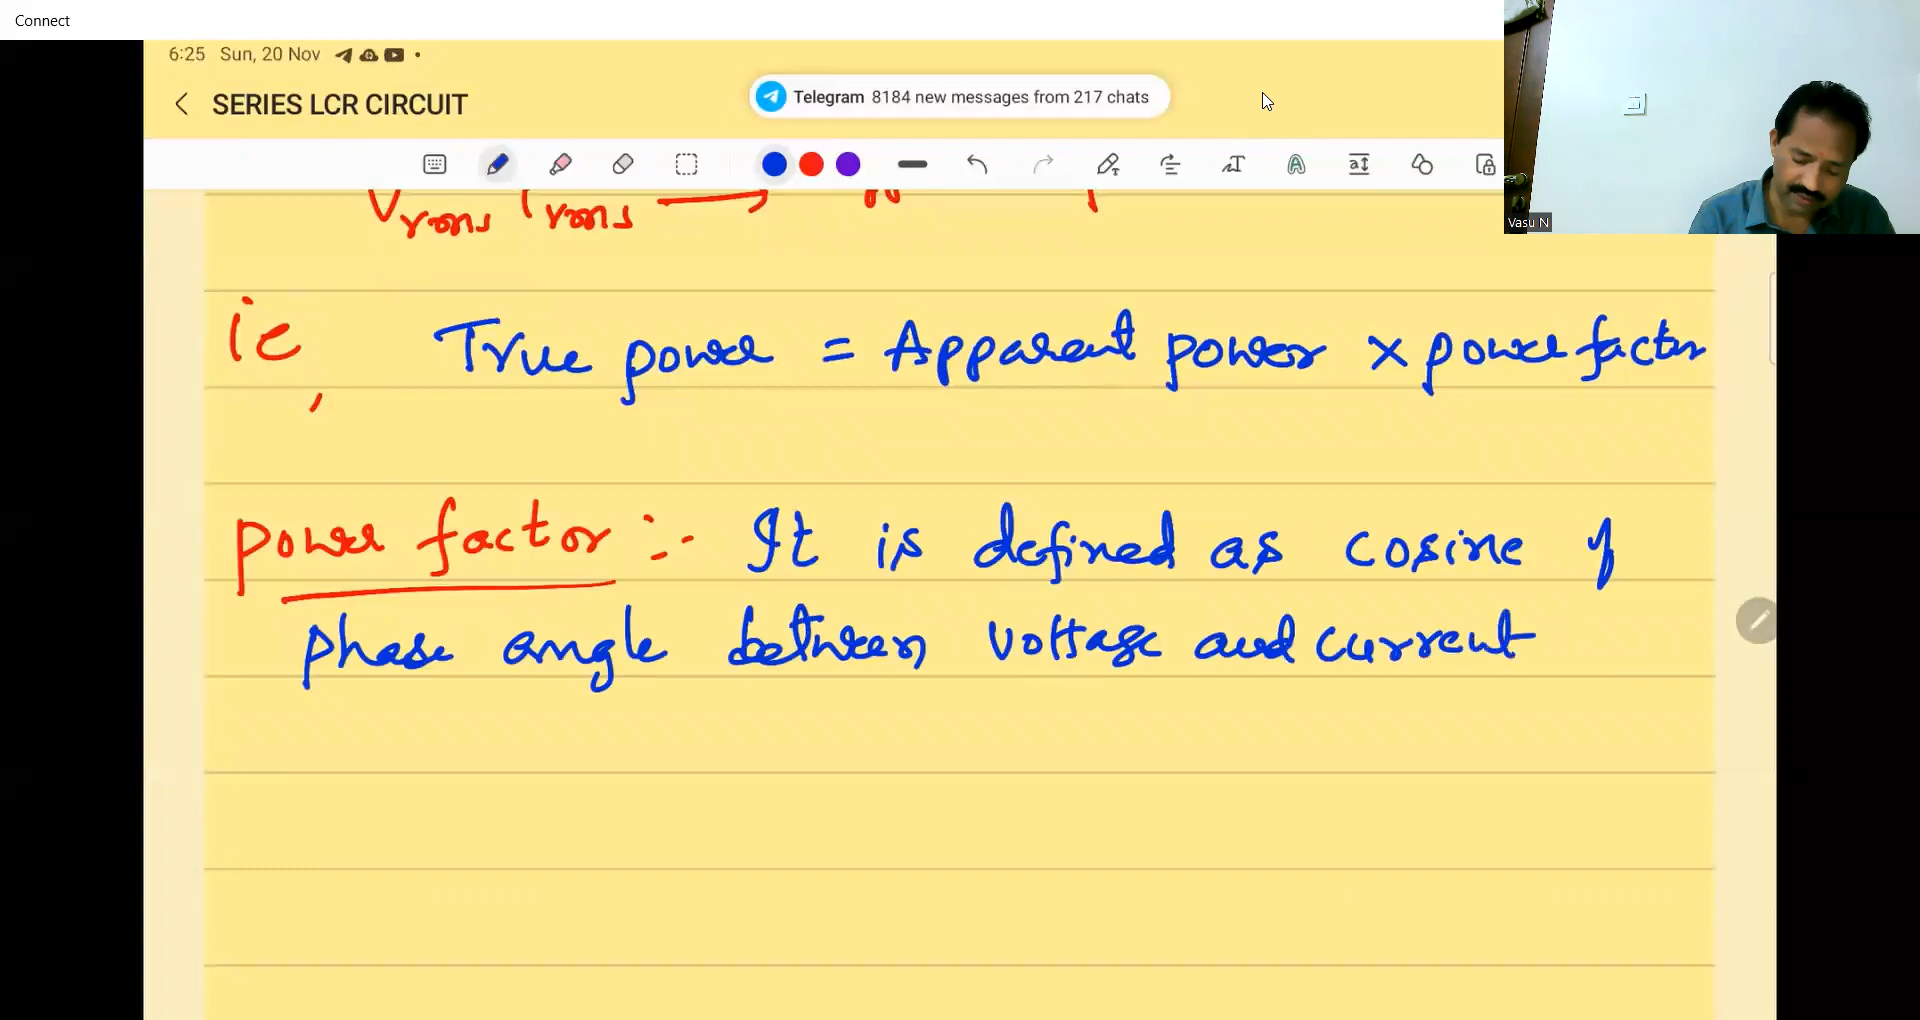 Connect
6:25 Sun, 20 Nov
SERIES LCR CIRCUIT
Telegram 8184 new messages from 217 chats
Vasu N
Vrms Irms
ie, True power = Apparent power × power factor
power factor :- It is defined as cosine of
phase angle between voltage and current